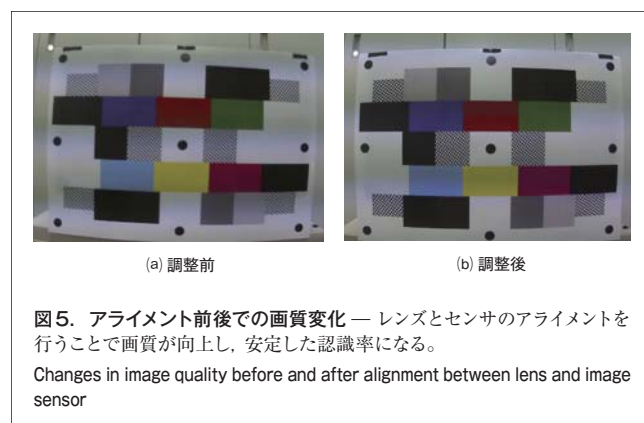 (a) 調整前
(b) 調整後
図5. アライメント前後での画質変化 — レンズとセンサのアライメントを
行うことで画質が向上し，安定した認識率になる。
Changes in image quality before and after alignment between lens and image
sensor